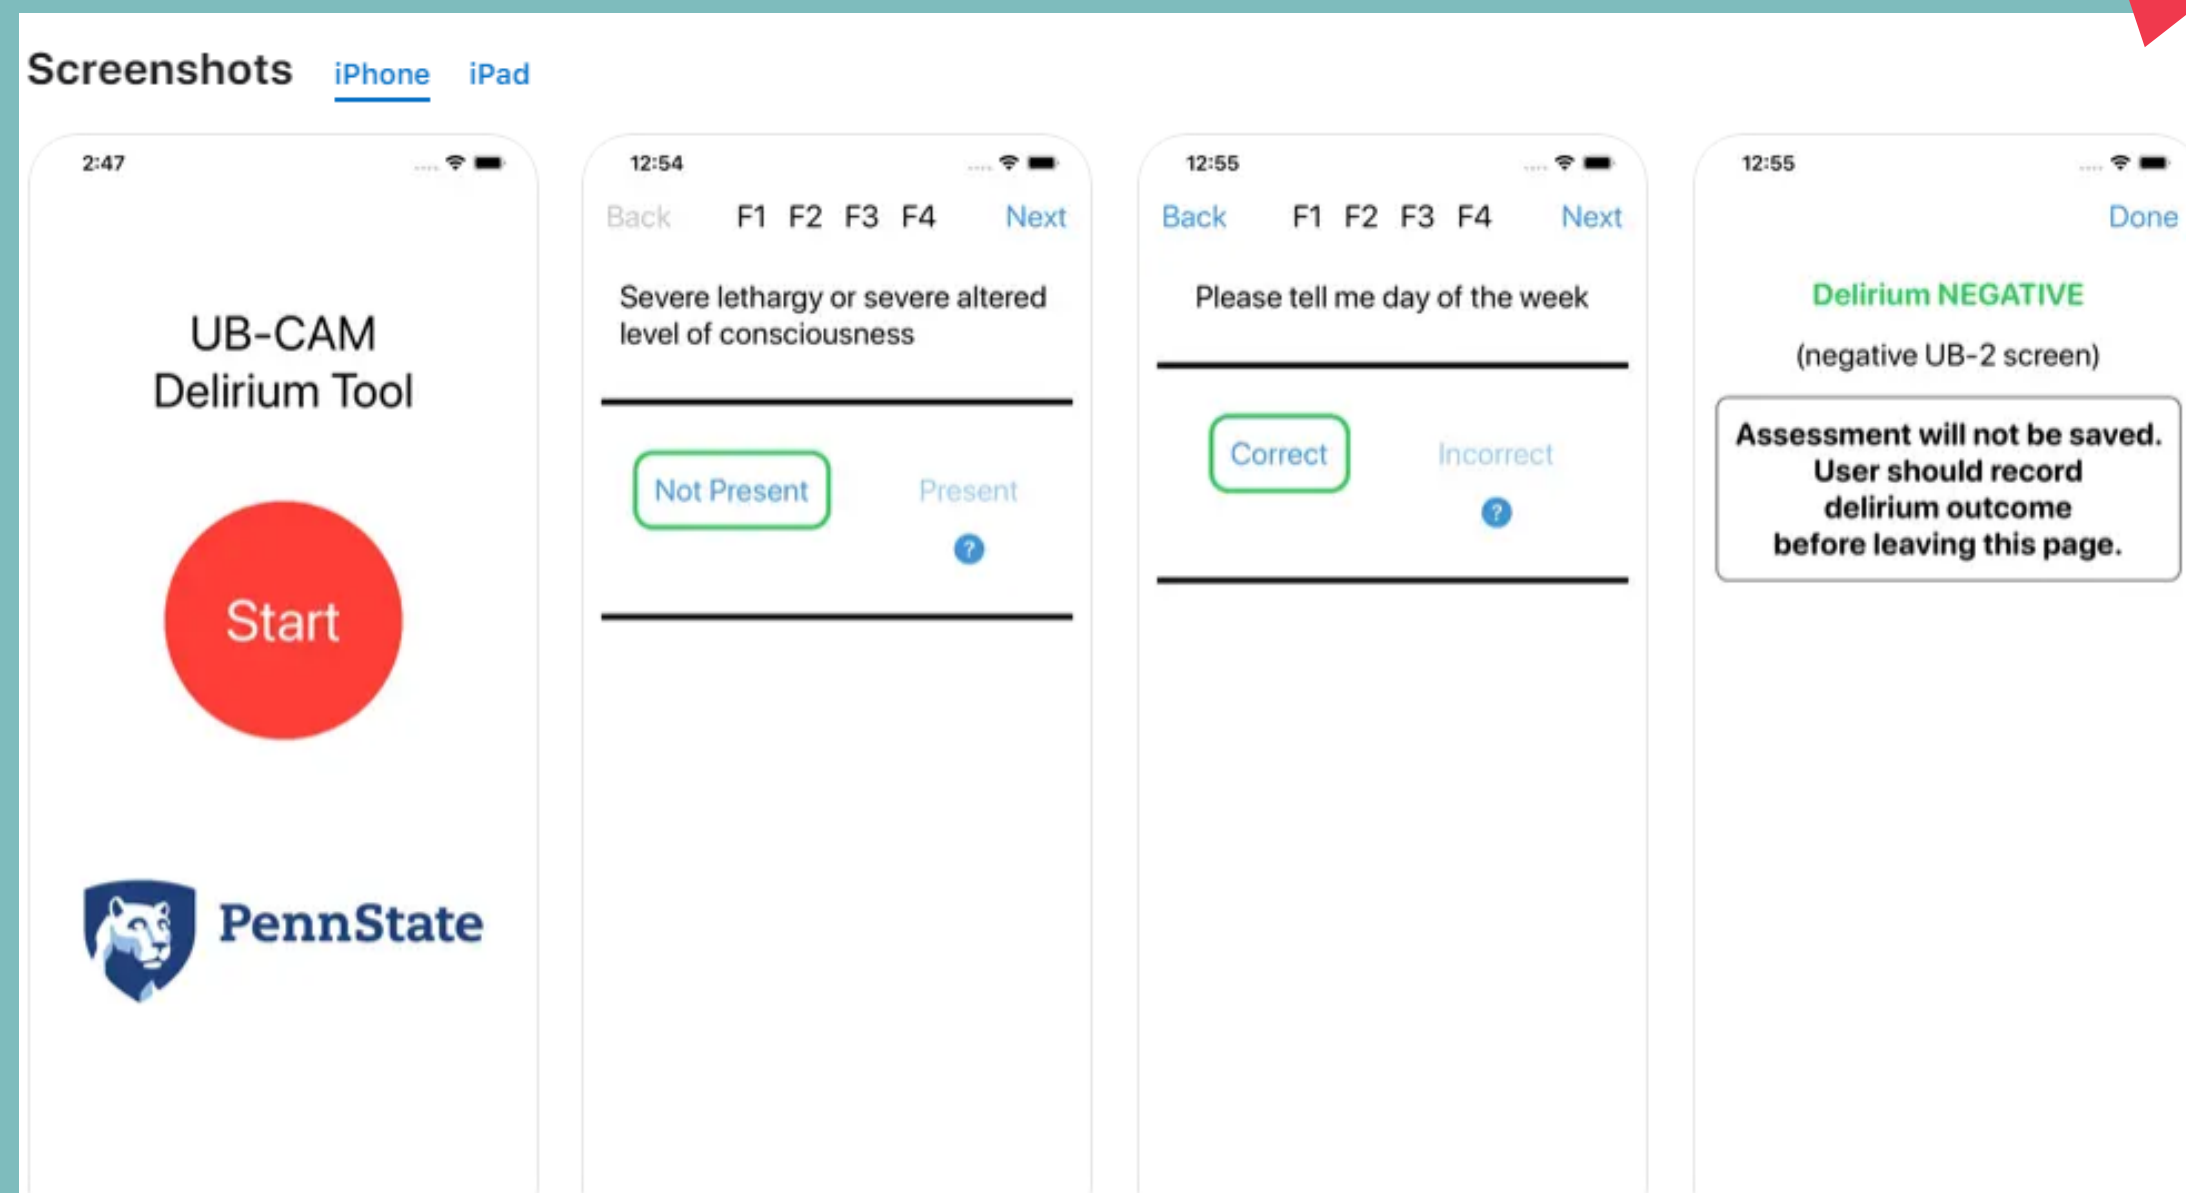 Screenshots iPhone iPad
2:47
UB-CAM
Delirium Tool
Start
PennState
12:54
Back F1 F2 F3 F4 Next
Severe lethargy or severe altered
level of consciousness
Not Present Present
?
12:55
Back F1 F2 F3 F4 Next
Please tell me day of the week
Correct Incorrect
?
12:55
Done
Delirium NEGATIVE
(negative UB-2 screen)
Assessment will not be saved.
User should record
delirium outcome
before leaving this page.